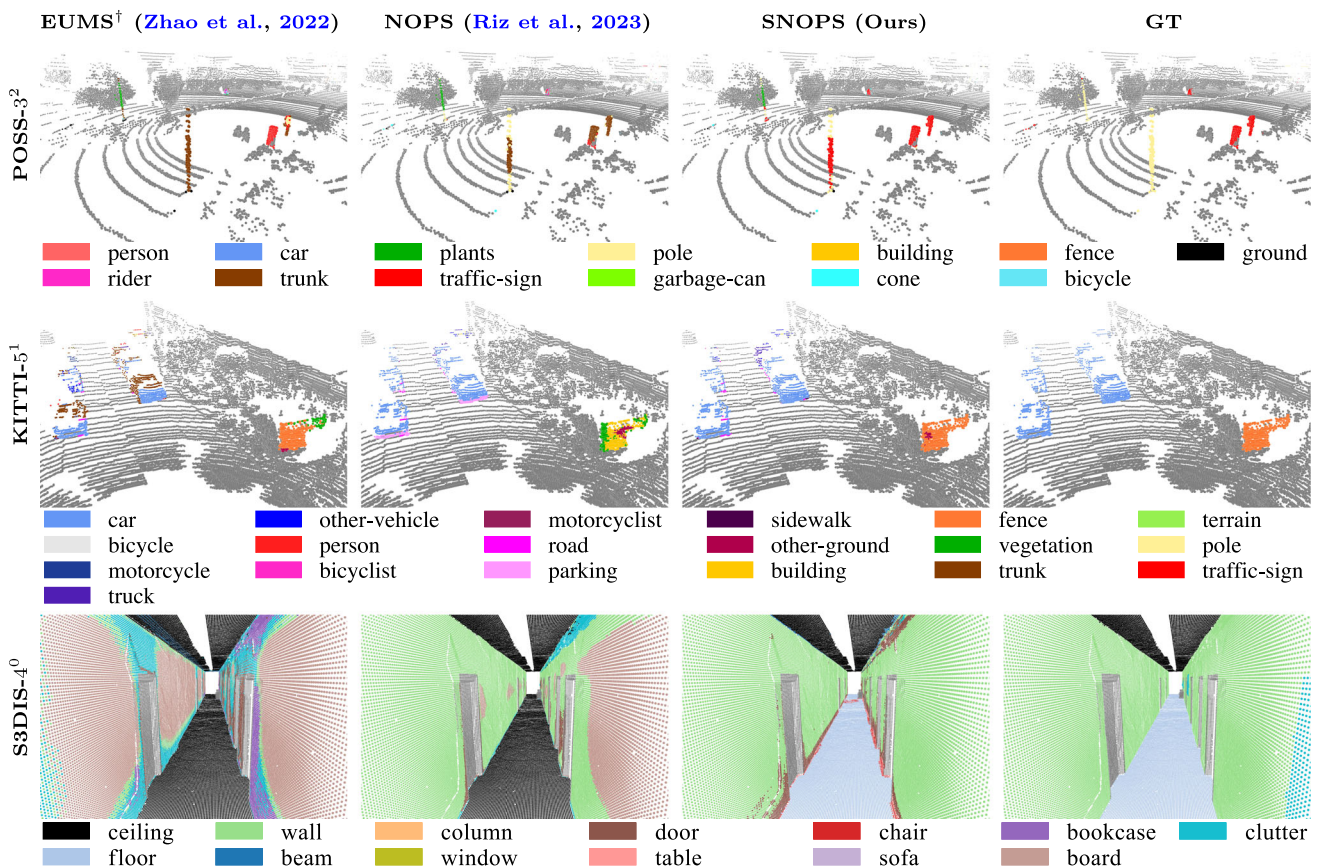 EUMS† (Zhao et al., 2022) NOPS (Riz et al., 2023) SNOPS (Ours) GT
POSS-3²
person car plants pole building fence ground
rider trunk traffic-sign garbage-can cone bicycle
KITTI-5¹
car other-vehicle motorcyclist sidewalk fence terrain
bicycle person road other-ground vegetation pole
motorcycle bicyclist parking building trunk traffic-sign
truck
S3DIS-4⁰
ceiling wall column door chair bookcase clutter
floor beam window table sofa board